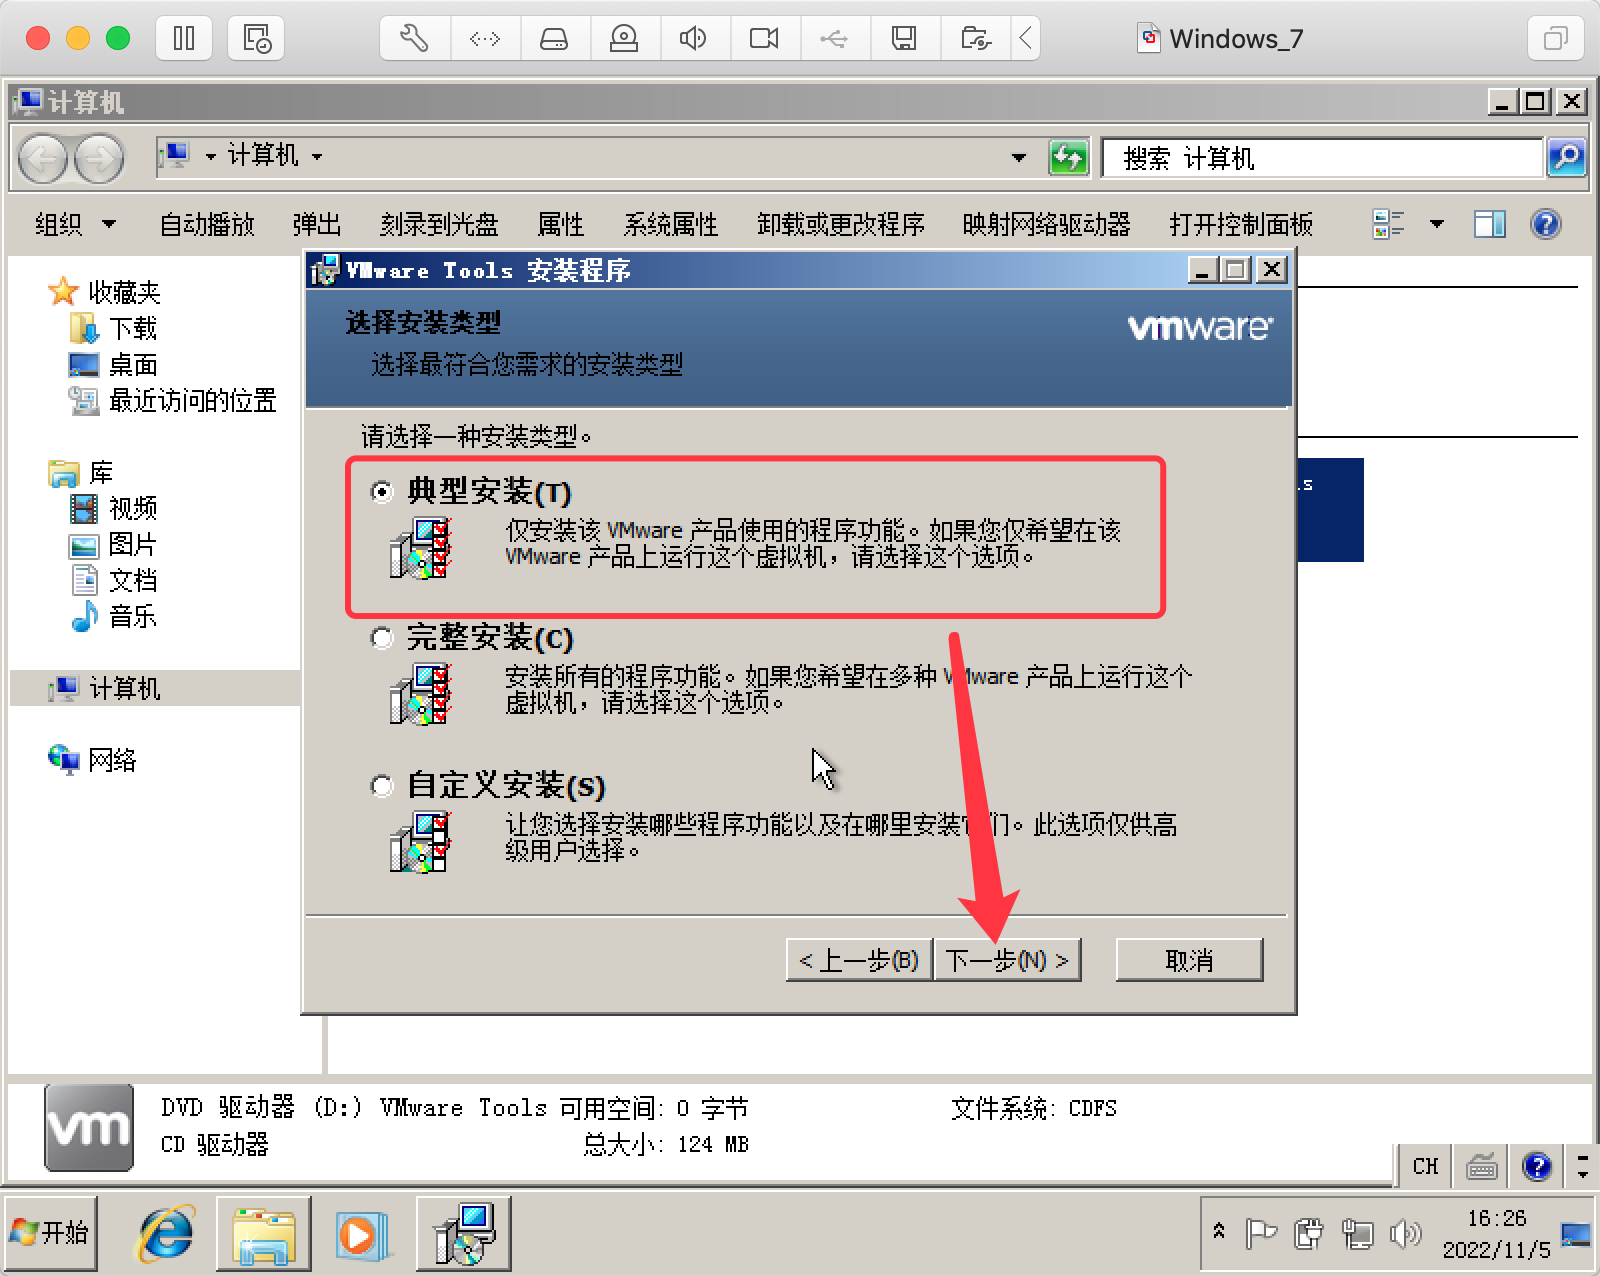 Windows_7
计算机
计算机
搜索 计算机
组织 自动播放 弹出 刻录到光盘 属性 系统属性 卸载或更改程序 映射网络驱动器 打开控制面板
收藏夹
下载
桌面
最近访问的位置
库
视频
图片
文档
音乐
计算机
网络
VMware Tools 安装程序
选择安装类型
选择最符合您需求的安装类型
vmware
请选择一种安装类型。
典型安装(T)
仅安装该 VMware 产品使用的程序功能。如果您仅希望在该
VMware 产品上运行这个虚拟机，请选择这个选项。
完整安装(C)
安装所有的程序功能。如果您希望在多种 VMware 产品上运行这个
虚拟机，请选择这个选项。
自定义安装(S)
让您选择安装哪些程序功能以及在哪里安装它们。此选项仅供高
级用户选择。
< 上一步(B) 下一步(N) > 取消
vm
DVD 驱动器 (D:) VMware Tools 可用空间: 0 字节 文件系统: CDFS
CD 驱动器 总大小: 124 MB
CH
开始
16:26
2022/11/5